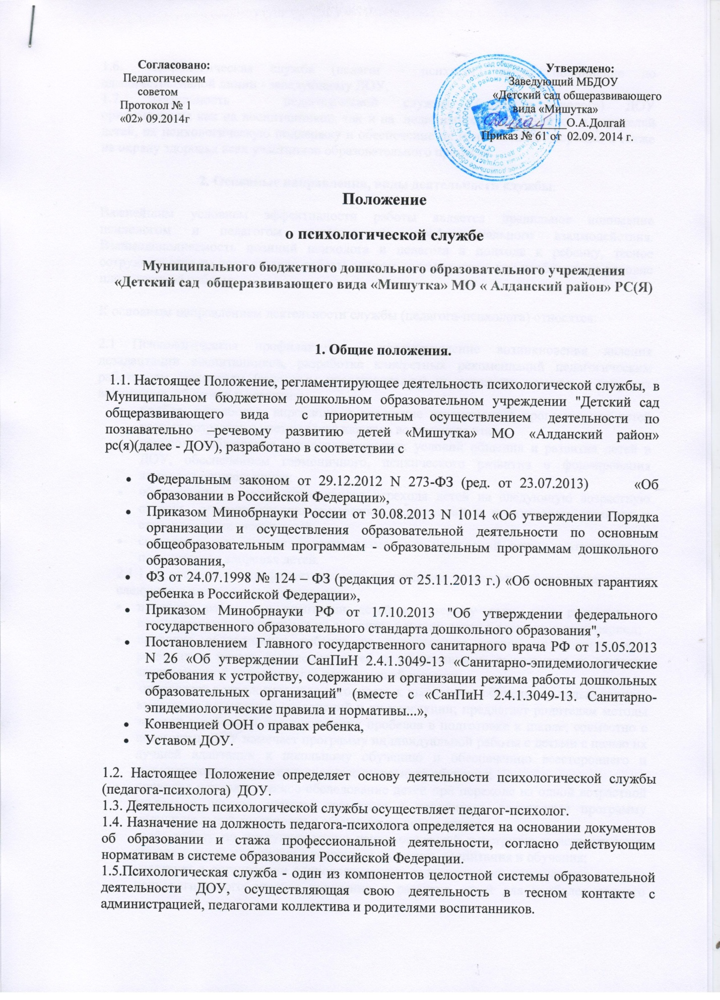 Согласовано:
Педагогическим
советом
Протокол № 1
«02» 09.2014г
Утверждено:
Заведующий МБДОУ
«Детский сад общеразвивающего
вида «Мишутка»
О.А.Долгай
Приказ № 61 от 02.09. 2014 г.
Положение
о психологической службе
Муниципального бюджетного дошкольного образовательного учреждения
«Детский сад общеразвивающего вида «Мишутка» МО « Алданский район» РС(Я)
1. Общие положения.
1.1. Настоящее Положение, регламентирующее деятельность психологической службы, в
Муниципальном бюджетном дошкольном образовательном учреждении "Детский сад
общеразвивающего вида с приоритетным осуществлением деятельности по
познавательно –речевому развитию детей «Мишутка» МО «Алданский район»
рс(я)(далее - ДОУ), разработано в соответствии с
• Федеральным законом от 29.12.2012 N 273-ФЗ (ред. от 23.07.2013) «Об
образовании в Российской Федерации»,
• Приказом Минобрнауки России от 30.08.2013 N 1014 «Об утверждении Порядка
организации и осуществления образовательной деятельности по основным
общеобразовательным программам - образовательным программам дошкольного
образования,
• ФЗ от 24.07.1998 № 124 – ФЗ (редакция от 25.11.2013 г.) «Об основных гарантиях
ребенка в Российской Федерации»,
• Приказом Минобрнауки РФ от 17.10.2013 "Об утверждении федерального
государственного образовательного стандарта дошкольного образования",
• Постановлением Главного государственного санитарного врача РФ от 15.05.2013
N 26 «Об утверждении СанПиН 2.4.1.3049-13 «Санитарно-эпидемиологические
требования к устройству, содержанию и организации режима работы дошкольных
образовательных организаций" (вместе с «СанПиН 2.4.1.3049-13. Санитарно-
эпидемиологические правила и нормативы...»,
• Конвенцией ООН о правах ребенка,
• Уставом ДОУ.
1.2. Настоящее Положение определяет основу деятельности психологической службы
(педагога-психолога) ДОУ.
1.3. Деятельность психологической службы осуществляет педагог-психолог.
1.4. Назначение на должность педагога-психолога определяется на основании документов
об образовании и стажа профессиональной деятельности, согласно действующим
нормативам в системе образования Российской Федерации.
1.5.Психологическая служба - один из компонентов целостной системы образовательной
деятельности ДОУ, осуществляющая свою деятельность в тесном контакте с
администрацией, педагогами коллектива и родителями воспитанников.